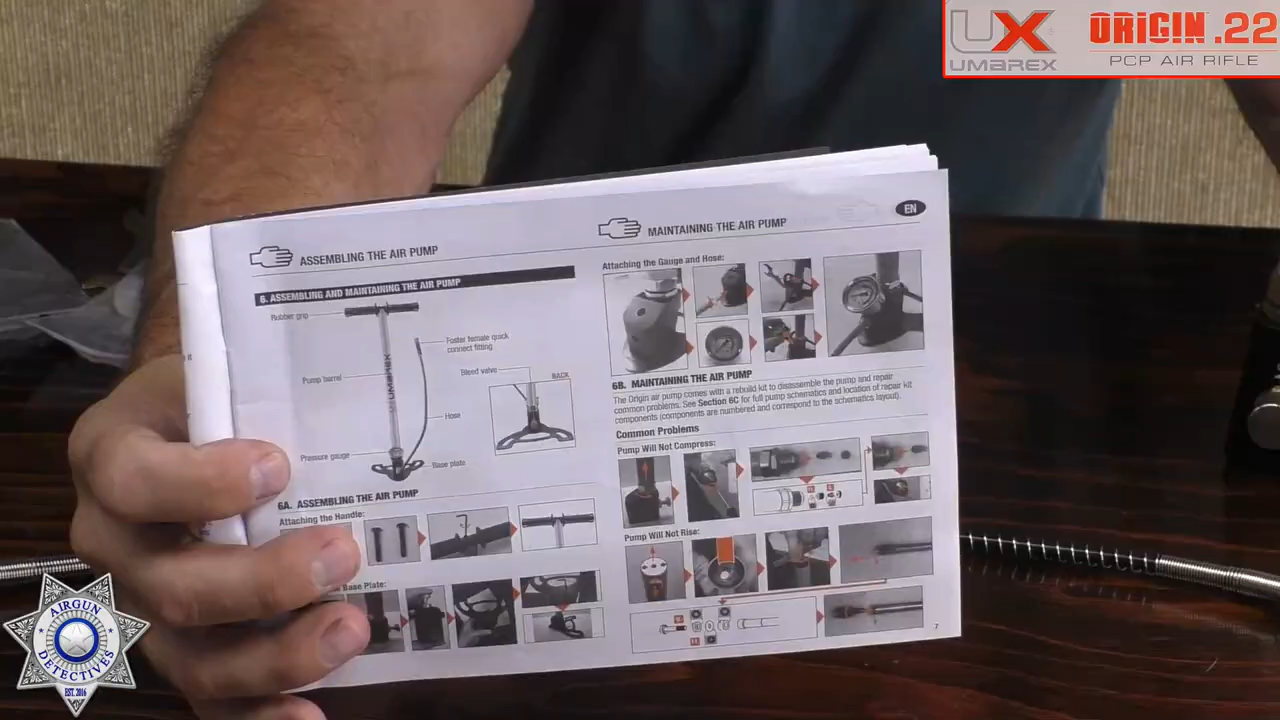 UX
UMAREX
ORIGIN .22
PCP AIR RIFLE
ASSEMBLING THE AIR PUMP
6. ASSEMBLING AND MAINTAINING THE AIR PUMP
Rubber grip
Foster female quick
connect fitting
Pump barrel
UMAREX
Bleed valve
BACK
Hose
Pressure gauge
Base plate
6A. ASSEMBLING THE AIR PUMP
Attaching the Handle:
Base Plate:
MAINTAINING THE AIR PUMP
EN
Attaching the Gauge and Hose:
6B. MAINTAINING THE AIR PUMP
The Origin air pump comes with a rebuild kit to disassemble the pump and repair
common problems. See Section 6C for full pump schematics and location of repair kit
components (components are numbered and correspond to the schematics layout).
Common Problems
Pump Will Not Compress:
Pump Will Not Rise:
7
AIRGUN
DETECTIVES
EST. 2016